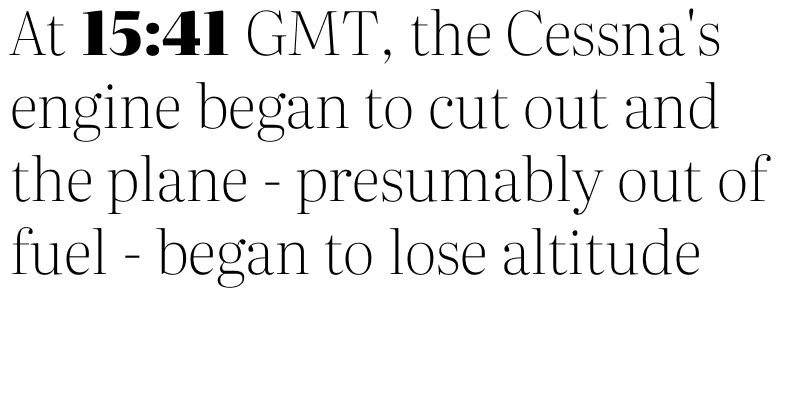 At 15:41 GMT, the Cessna's
engine began to cut out and
the plane - presumably out of
fuel - began to lose altitude